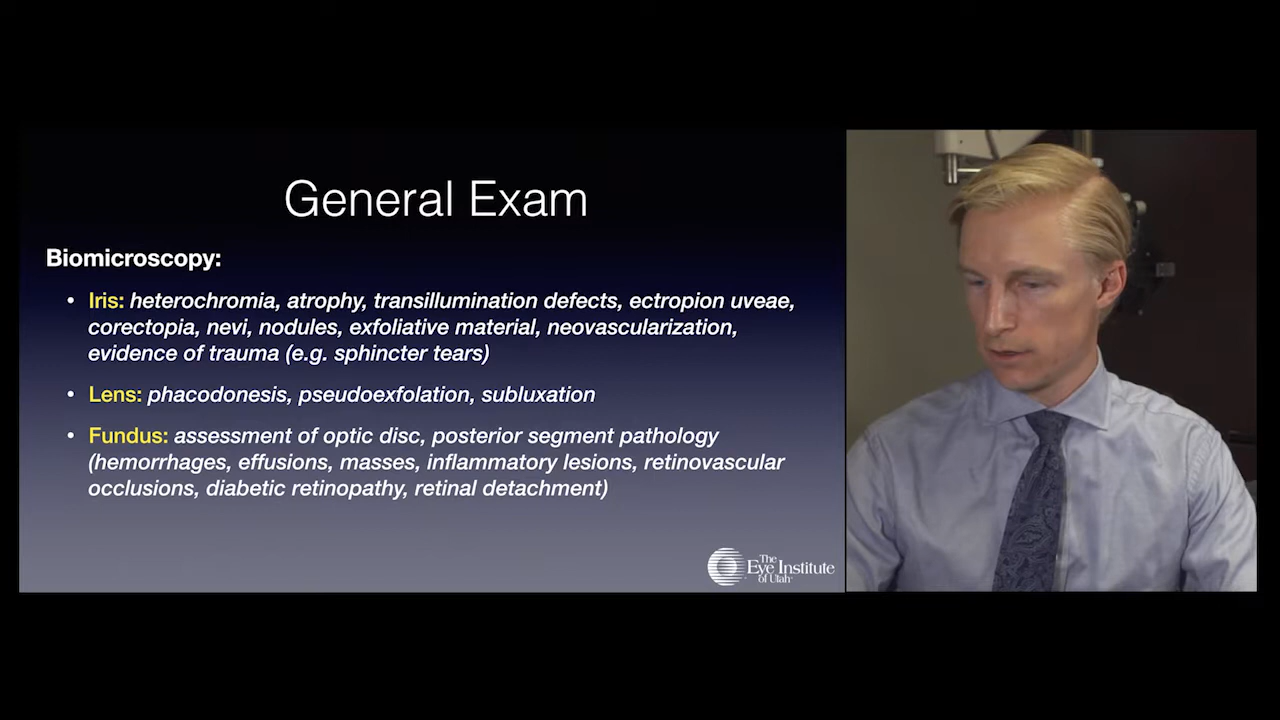 General Exam
Biomicroscopy:
• Iris: heterochromia, atrophy, transillumination defects, ectropion uveae,
corectopia, nevi, nodules, exfoliative material, neovascularization,
evidence of trauma (e.g. sphincter tears)
• Lens: phacodonesis, pseudoexfolation, subluxation
• Fundus: assessment of optic disc, posterior segment pathology
(hemorrhages, effusions, masses, inflammatory lesions, retinovascular
occlusions, diabetic retinopathy, retinal detachment)
The
Eye Institute
of Utah